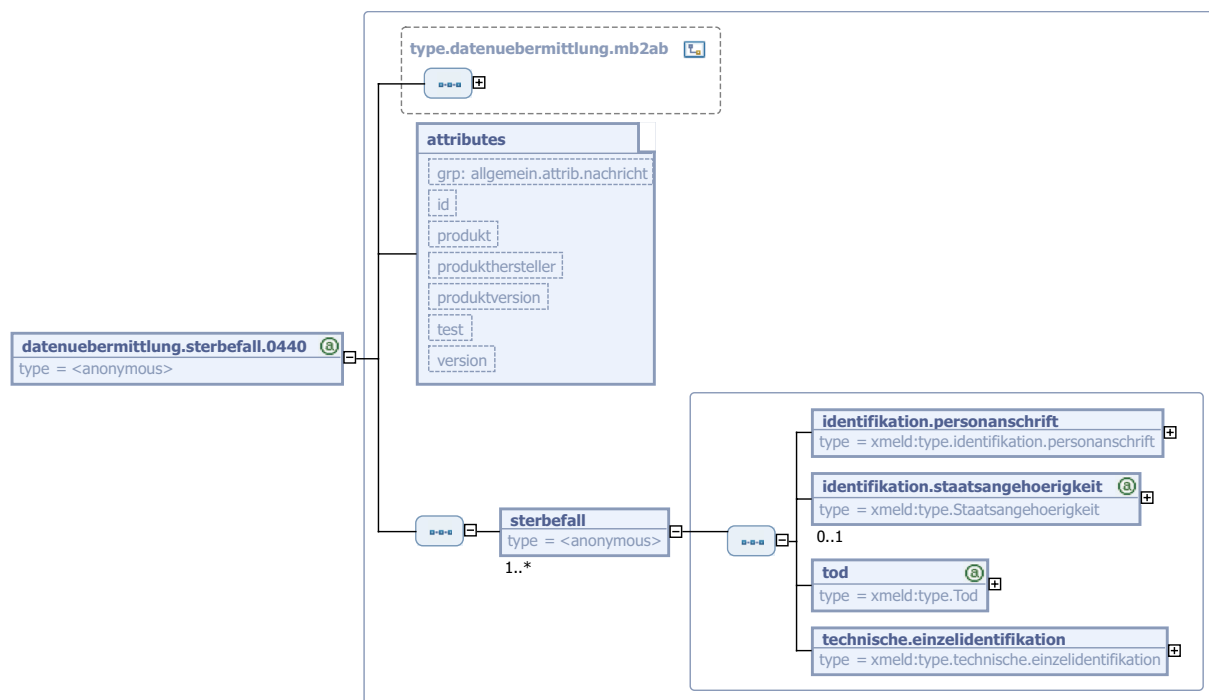 type.datenuebermittlung.mb2ab
attributes
grp: allgemein.attrib.nachricht
id
produkt
produkthersteller
produktversion
test
version
datenuebermittlung.sterbefall.0440 a
type = <anonymous>
sterbefall
type = <anonymous>
1..*
identifikation.personanschrift
type = xmeld:type.identifikation.personanschrift
identifikation.staatsangehoerigkeit a
type = xmeld:type.Staatsangehoerigkeit
0..1
tod a
type = xmeld:type.Tod
technische.einzelidentifikation
type = xmeld:type.technische.einzelidentifikation